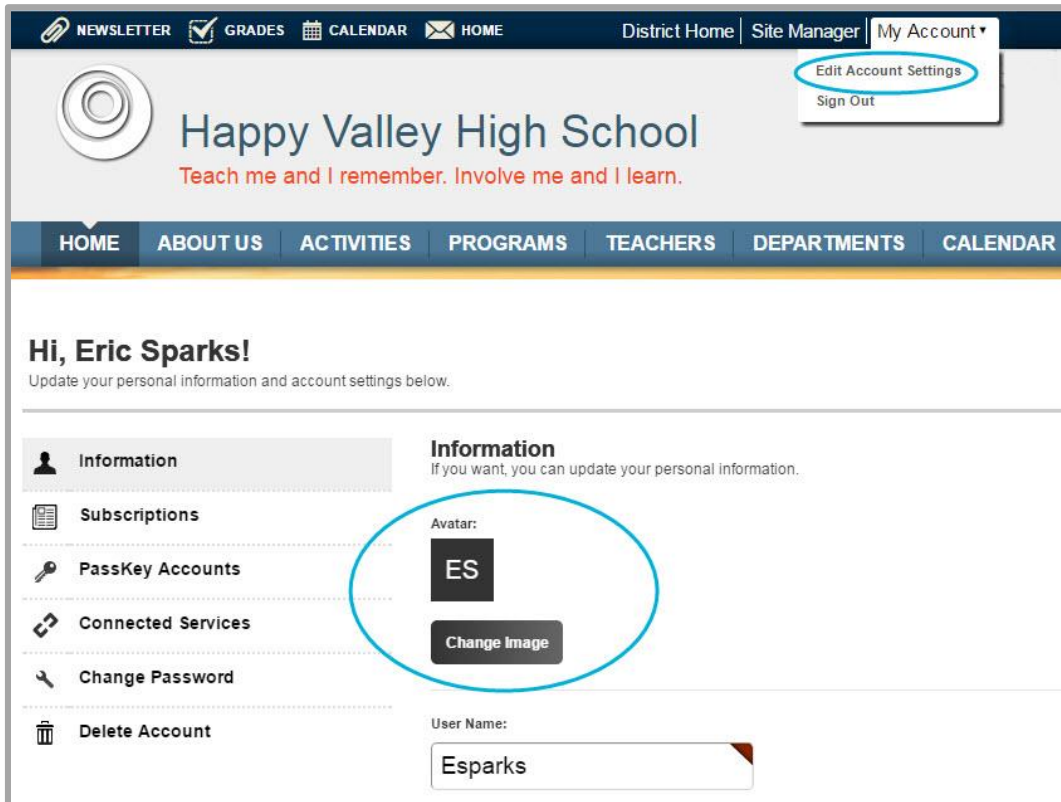 NEWSLETTER GRADES CALENDAR HOME District Home Site Manager My Account
Edit Account Settings
Sign Out
Happy Valley High School
Teach me and I remember. Involve me and I learn.
HOME ABOUT US ACTIVITIES PROGRAMS TEACHERS DEPARTMENTS CALENDAR
Hi, Eric Sparks!
Update your personal information and account settings below.
Information
Subscriptions
PassKey Accounts
Connected Services
Change Password
Delete Account
Information
If you want, you can update your personal information.
Avatar:
ES
Change Image
User Name:
Esparks